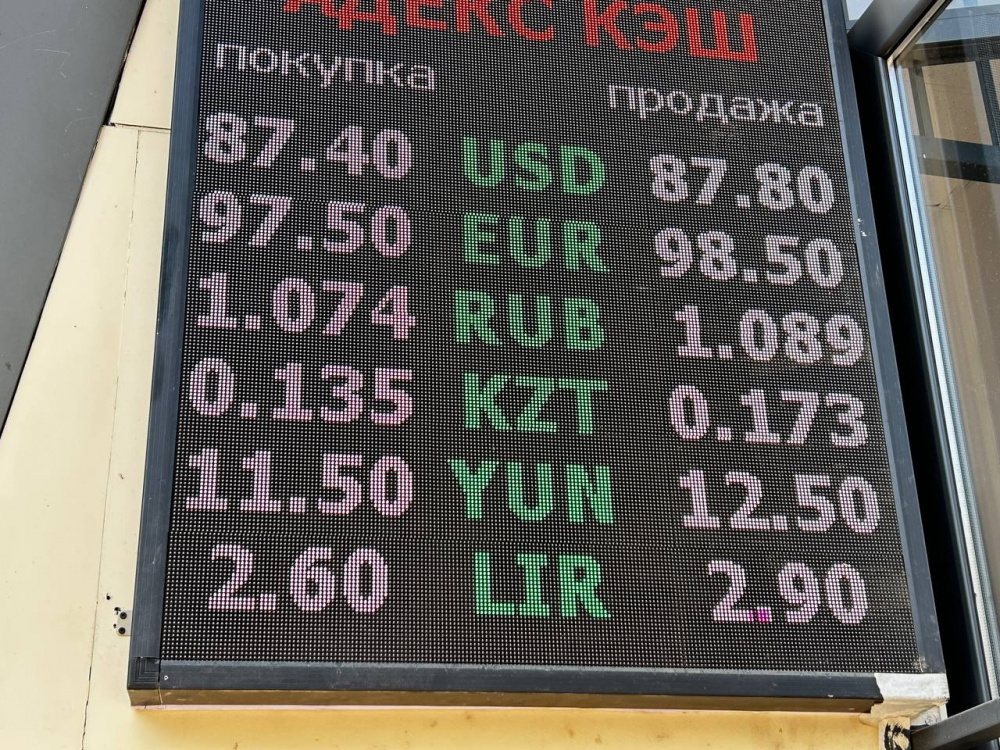 АДЕКС КЭШ
покупка продажа
87.40 USD 87.80
97.50 EUR 98.50
1.074 RUB 1.089
0.135 KZT 0.173
11.50 YUN 12.50
2.60 LIR 2.90